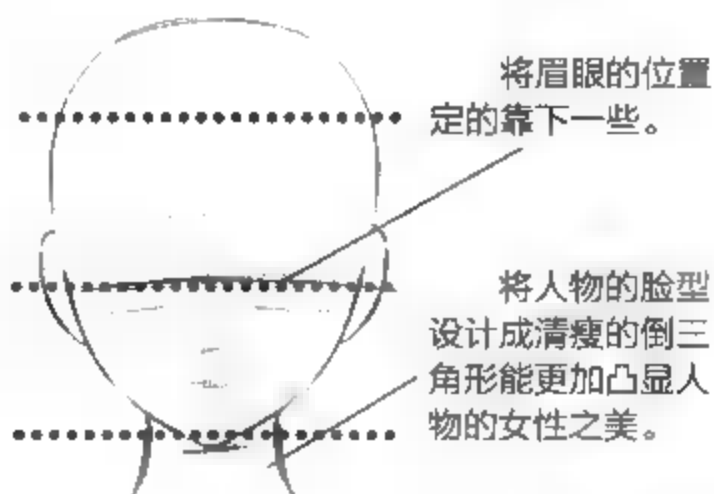 将眉眼的位置
定的靠下一些。
将人物的脸型
设计成清瘦的倒三
角形能更加凸显人
物的女性之美。